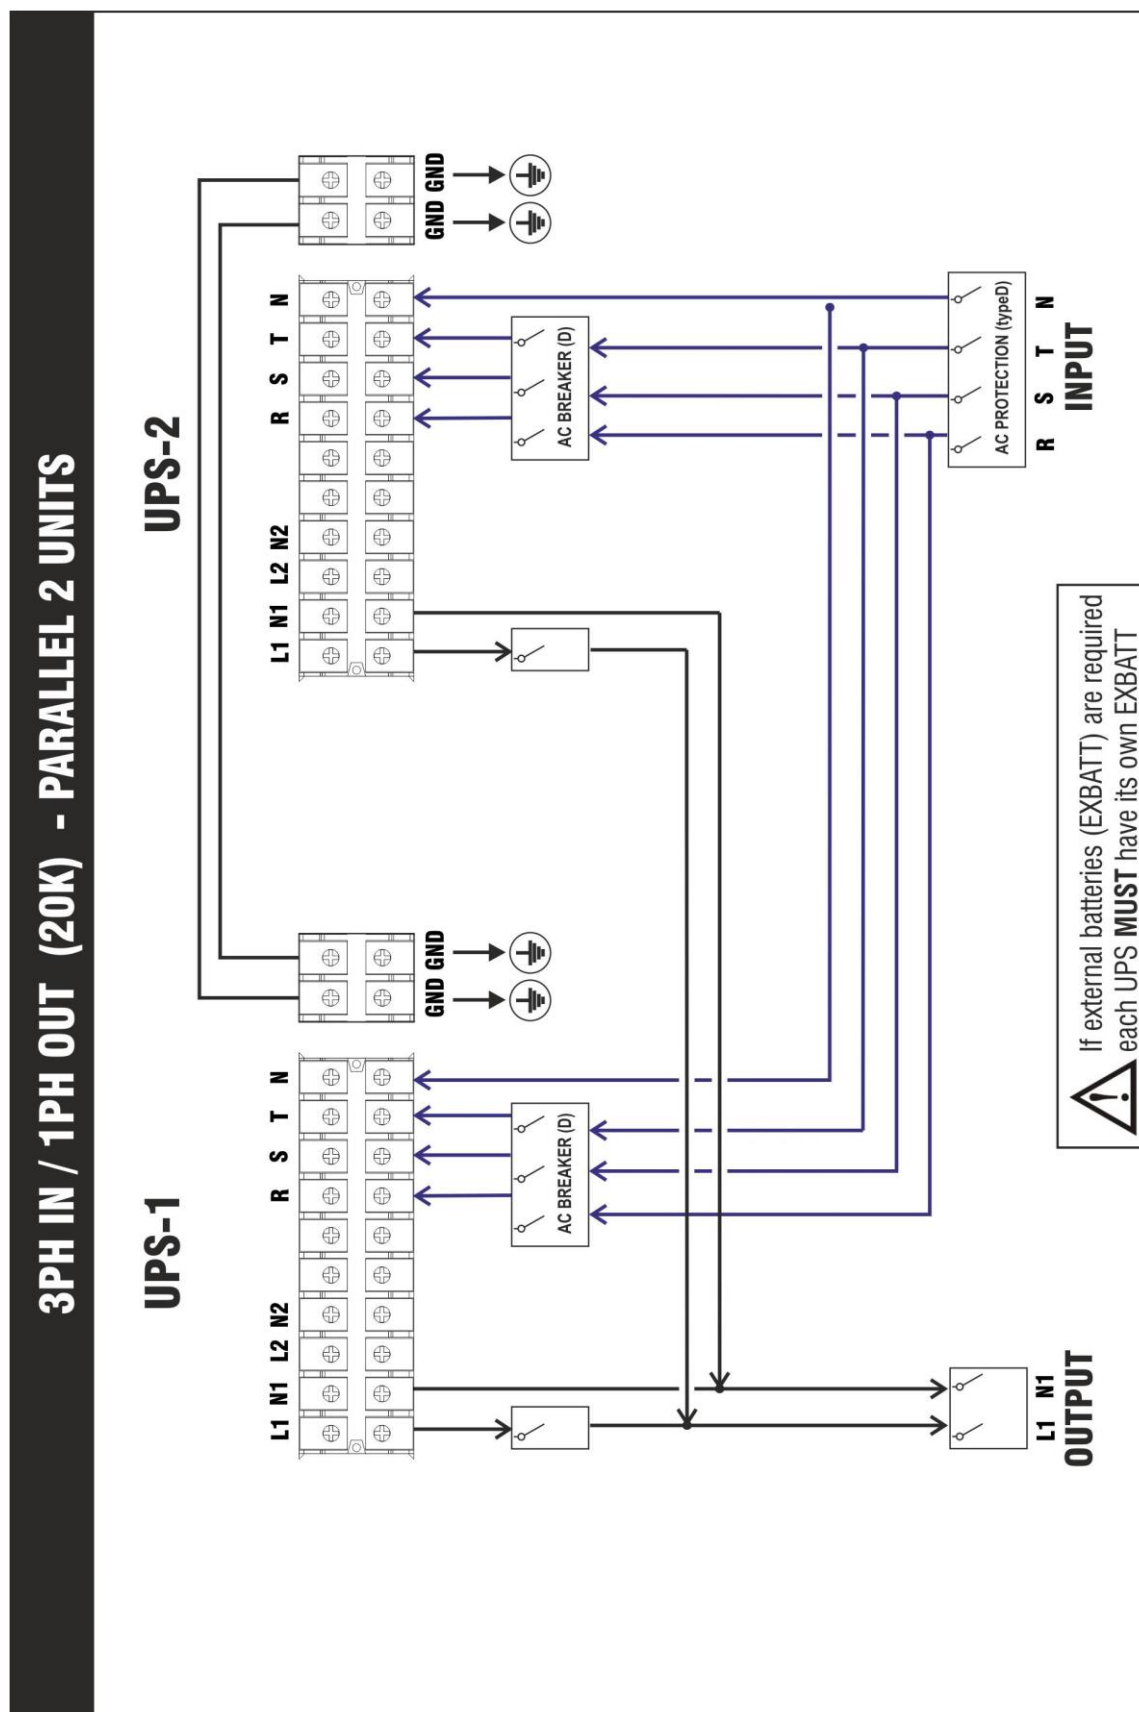 3PH IN / 1PH OUT (20K) - PARALLEL 2 UNITS
UPS-1
UPS-2
L1 N1 L2 N2 R S T N
GND GND
L1 N1 L2 N2 R S T N
GND GND
AC BREAKER (D)
AC BREAKER (D)
AC PROTECTION (typeD)
L1 N1
OUTPUT
R S T N
INPUT
If external batteries (EXBATT) are required
each UPS MUST have its own EXBATT